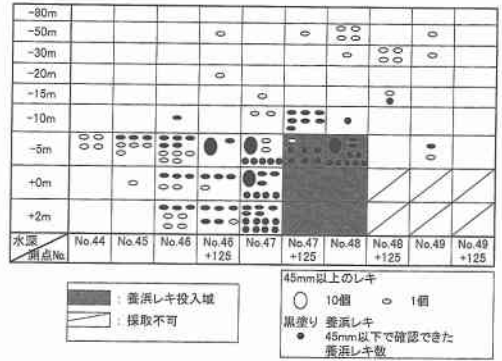 -80m
-50m
-30m
-20m
-15m
-10m
-5m
+0m
+2m
水深
測点No.
No.44
No.45
No.46
No.46
+125
No.47
No.47
+125
No.48
No.48
+125
No.49
No.49
+125
：養浜レキ投入域
：採取不可
45mm以上のレキ
10個
1個
黒塗り 養浜レキ
45mm以下で確認できた
養浜レキ数